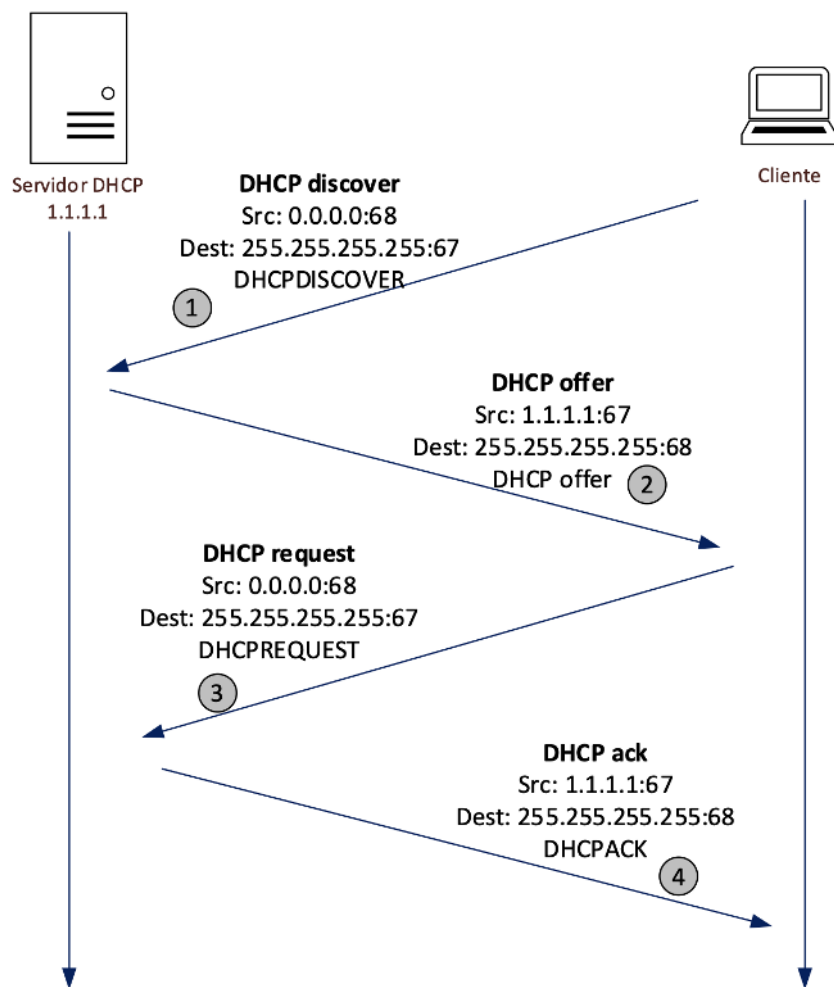 Servidor DHCP
1.1.1.1
Cliente
DHCP discover
Src: 0.0.0.0:68
Dest: 255.255.255.255:67
DHCPDISCOVER
1
DHCP offer
Src: 1.1.1.1:67
Dest: 255.255.255.255:68
DHCP offer
2
DHCP request
Src: 0.0.0.0:68
Dest: 255.255.255.255:67
DHCPREQUEST
3
DHCP ack
Src: 1.1.1.1:67
Dest: 255.255.255.255:68
DHCPACK
4